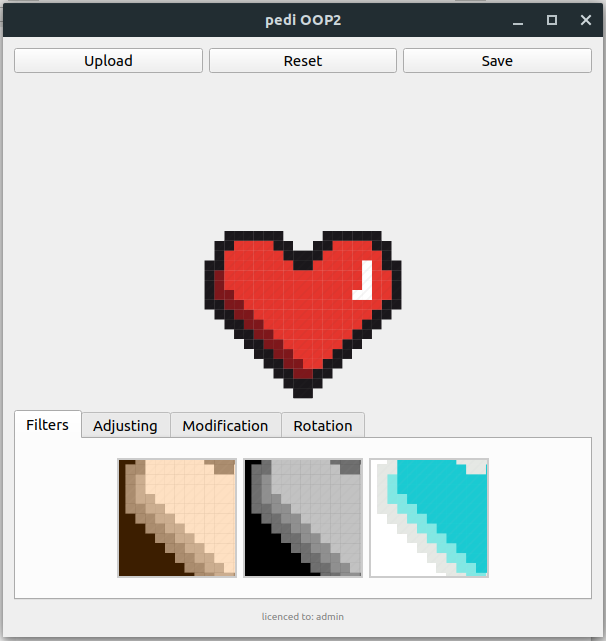 pedi OOP2
Upload Reset Save
Filters Adjusting Modification Rotation
licenced to: admin